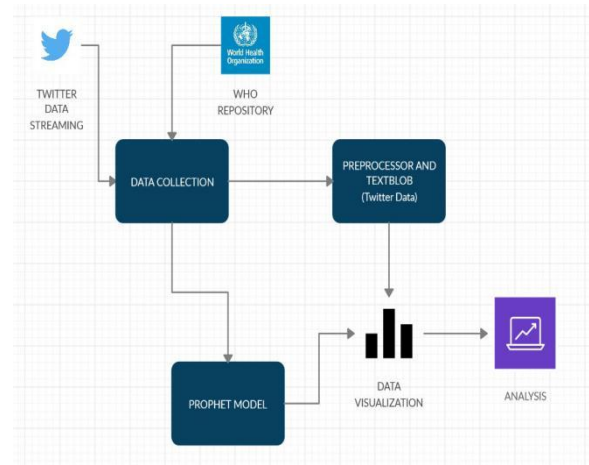 World Health
Organization
TWITTER
DATA
STREAMING
WHO
REPOSITORY
DATA COLLECTION
PREPROCESSOR AND
TEXTBLOB
(Twitter Data)
PROPHET MODEL
DATA
VISUALIZATION
ANALYSIS